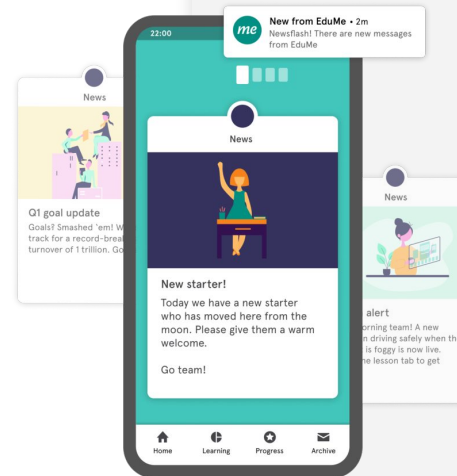 22:00
me
New from EduMe • 2m
Newsflash! There are new messages
from EduMe
News
Q1 goal update
Goals? Smashed 'em! W
track for a record-brea
turnover of 1 trillion. Go
News
New starter!
Today we have a new starter
who has moved here from the
moon. Please give them a warm
welcome.
Go team!
News
alert
orning team! A new
n driving safely when th
is foggy is now live.
ne lesson tab to get
Home
Learning
Progress
Archive